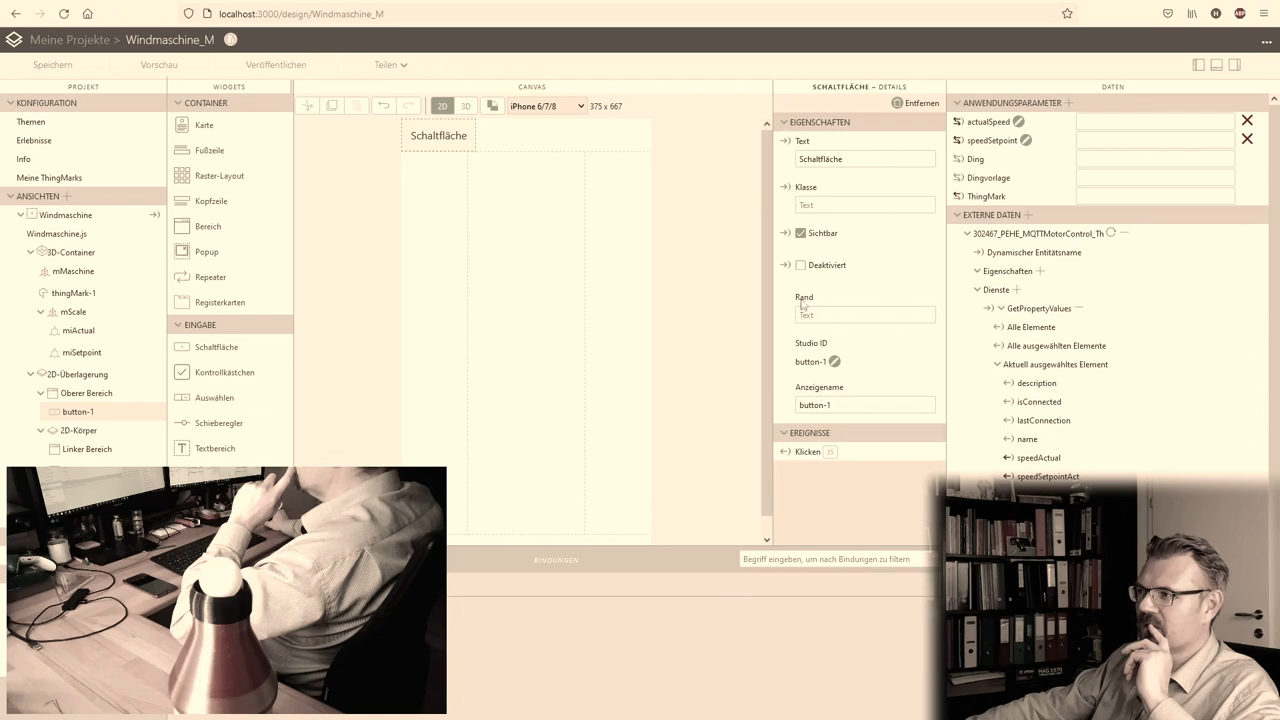 localhost:3000/design/Windmaschine_M
Meine Projekte > Windmaschine_M
Speichern
Vorschau
Veröffentlichen
Teilen
PROJEKT
KONFIGURATION
Themen
Erlebnisse
Info
Meine ThingMarks
ANSICHTEN
Windmaschine
Windmaschine.js
3D-Container
mMaschine
thingMark-1
mScale
miActual
miSetpoint
2D-Überlagerung
Oberer Bereich
button-1
2D-Körper
Linker Bereich
WIDGETS
CONTAINER
Karte
Fußzeile
Raster-Layout
Kopfzeile
Bereich
Popup
Repeater
Registerkarten
EINGABE
Schaltfläche
Kontrollkästchen
Auswählen
Schieberegler
Textbereich
CANVAS
2D
3D
iPhone 6/7/8
375 x 667
Schaltfläche
BINDUNGEN
Begriff eingeben, um nach Bindungen zu filtern
SCHALTFLÄCHE – DETAILS
Entfernen
EIGENSCHAFTEN
Text
Schaltfläche
Klasse
Text
Sichtbar
Deaktiviert
Rand
Text
Studio ID
button-1
Anzeigename
button-1
EREIGNISSE
Klicken JS
DATEN
ANWENDUNGSPARAMETER
actualSpeed
speedSetpoint
Ding
Dingvorlage
ThingMark
EXTERNE DATEN
302467_PEHE_MQTTMotorControl_Th
Dynamischer Entitätsname
Eigenschaften
Dienste
GetPropertyValues
Alle Elemente
Alle ausgewählten Elemente
Aktuell ausgewähltes Element
description
isConnected
lastConnection
name
speedActual
speedSetpointAct